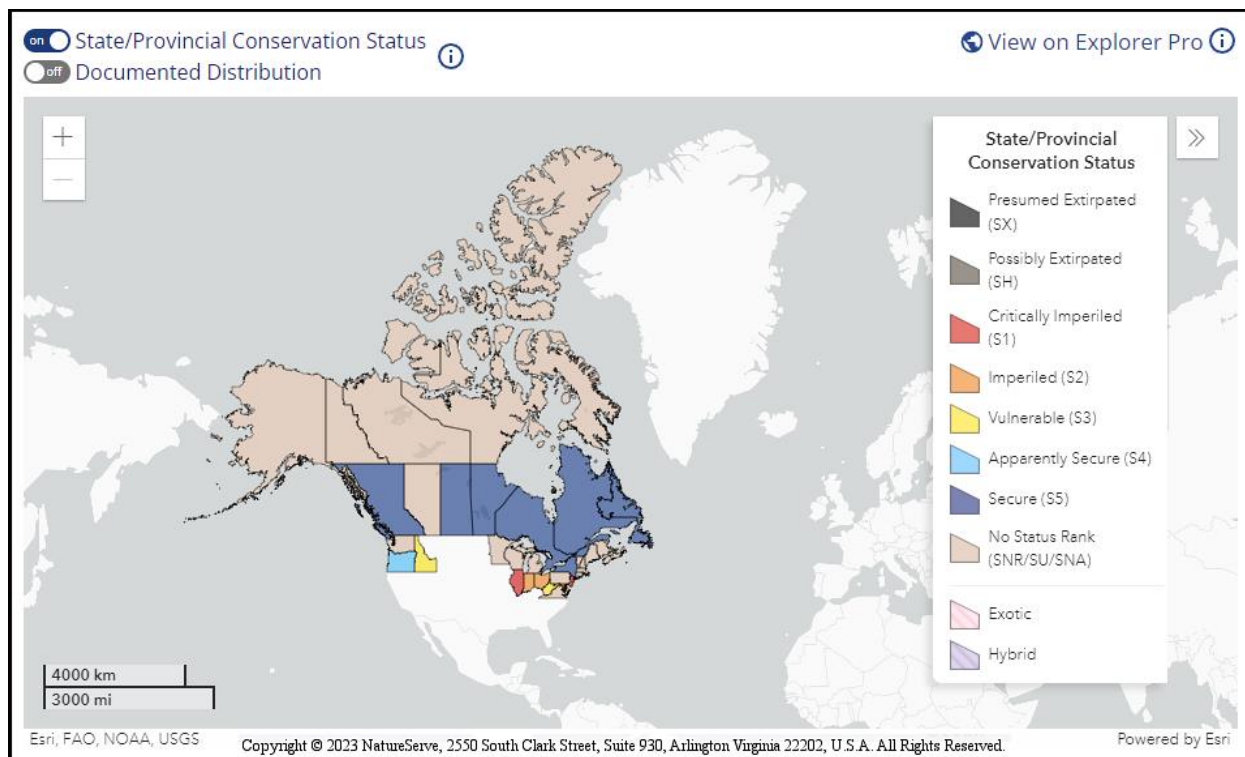 on State/Provincial Conservation Status
off Documented Distribution
View on Explorer Pro
+
−
State/Provincial
Conservation Status
Presumed Extirpated
(SX)
Possibly Extirpated
(SH)
Critically Imperiled
(S1)
Imperiled (S2)
Vulnerable (S3)
Apparently Secure (S4)
Secure (S5)
No Status Rank
(SNR/SU/SNA)
Exotic
Hybrid
4000 km
3000 mi
Esri, FAO, NOAA, USGS
Copyright © 2023 NatureServe, 2550 South Clark Street, Suite 930, Arlington Virginia 22202, U.S.A. All Rights Reserved.
Powered by Esri